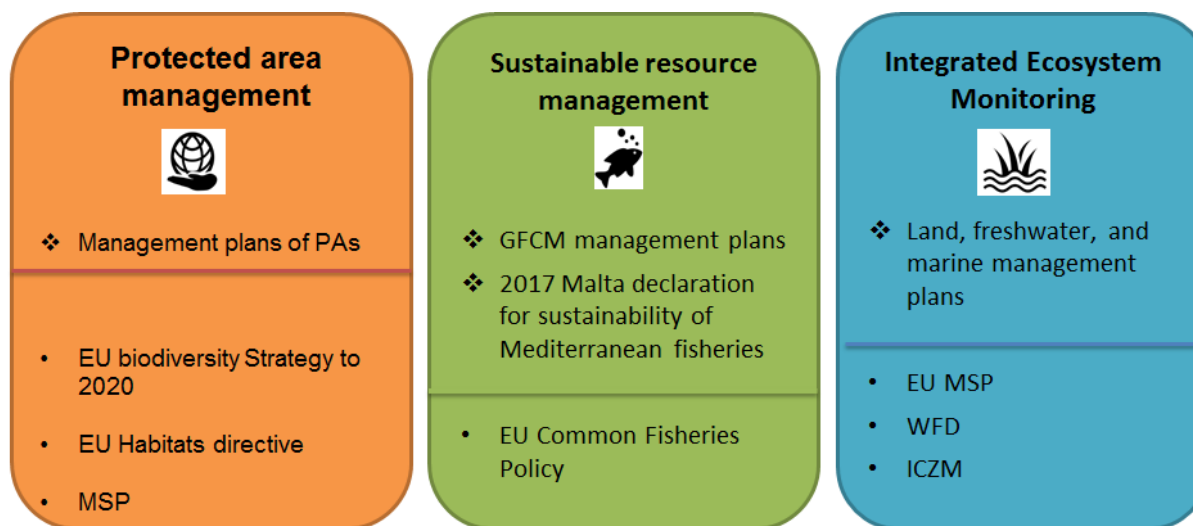 Protected area
management
❖ Management plans of PAs
• EU biodiversity Strategy to
2020
• EU Habitats directive
• MSP
Sustainable resource
management
❖ GFCM management plans
❖ 2017 Malta declaration
for sustainability of
Mediterranean fisheries
• EU Common Fisheries
Policy
Integrated Ecosystem
Monitoring
❖ Land, freshwater, and
marine management
plans
• EU MSP
• WFD
• ICZM